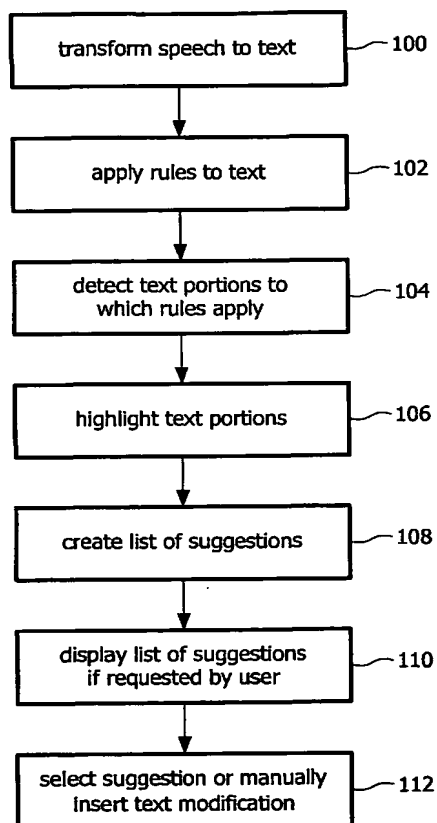 transform speech to text
100
apply rules to text
102
detect text portions to
which rules apply
104
highlight text portions
106
create list of suggestions
108
display list of suggestions
if requested by user
110
select suggestion or manually
insert text modification
112